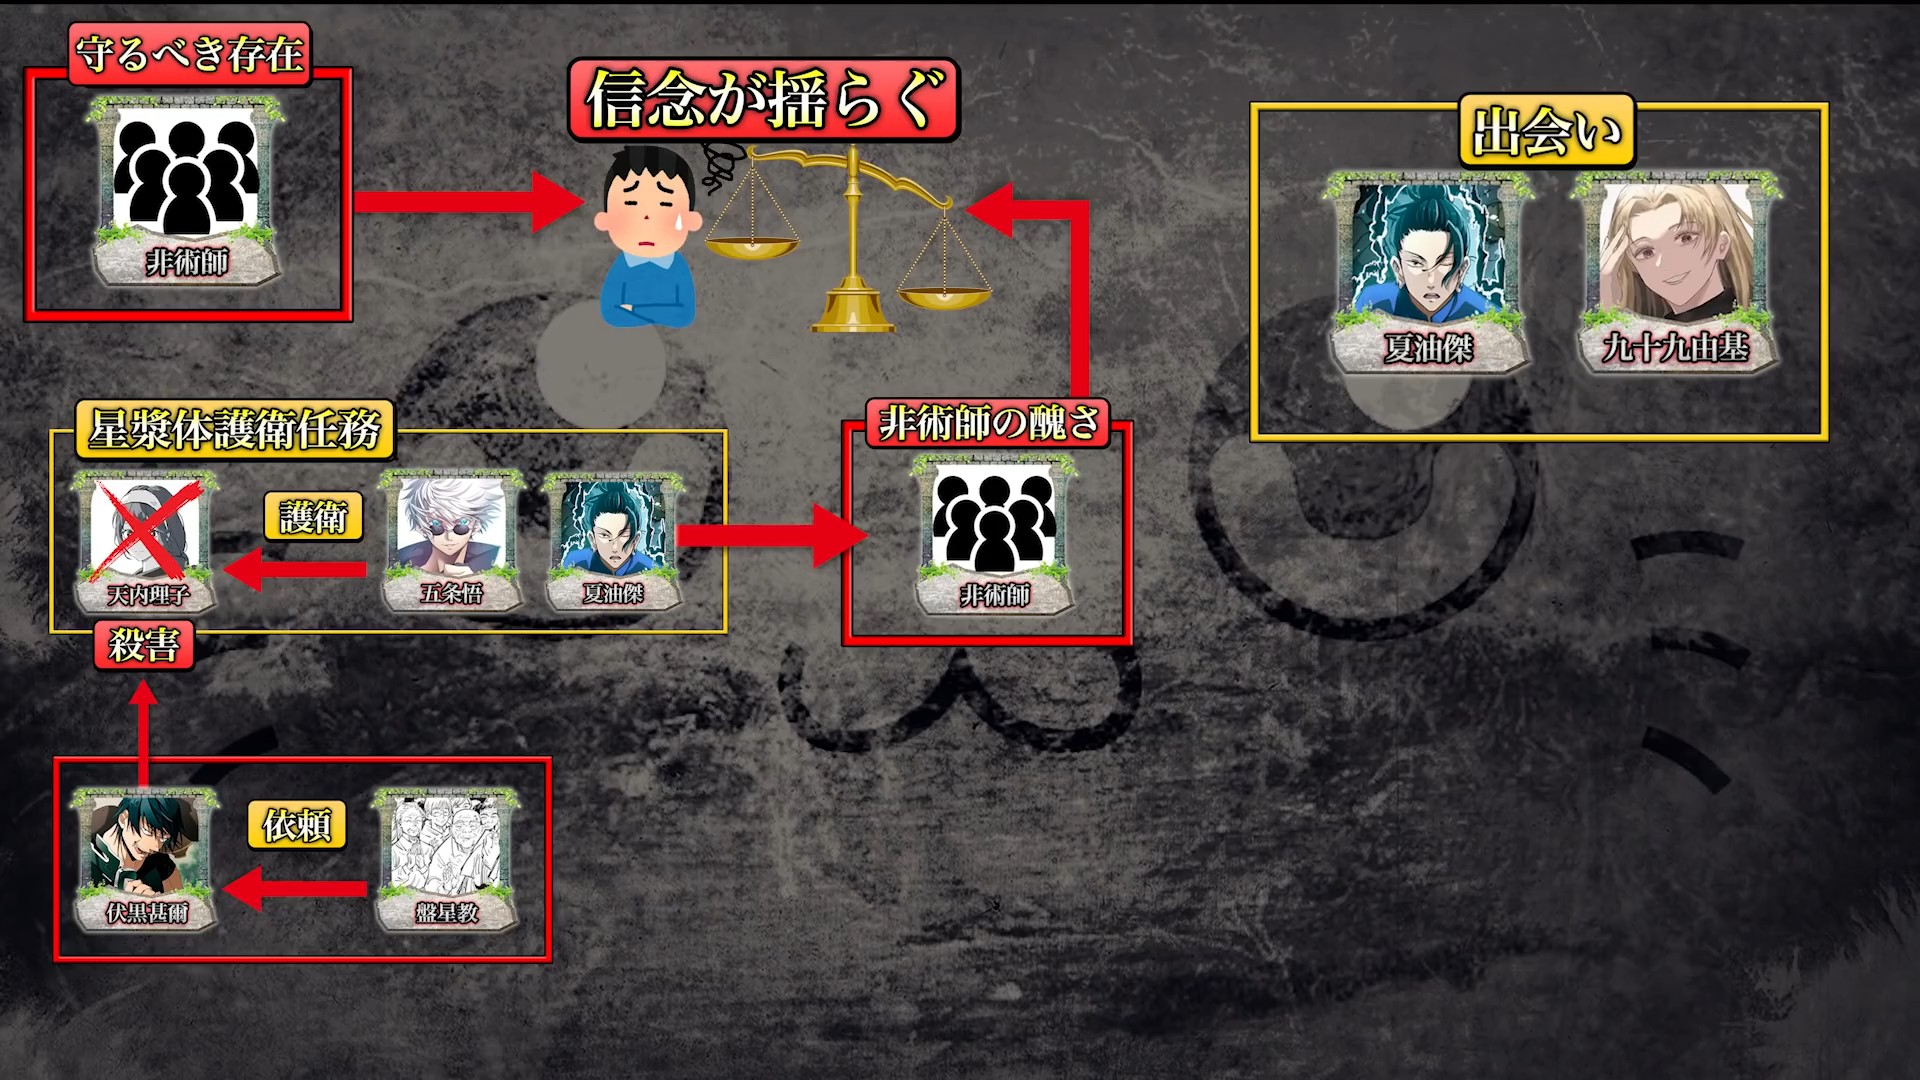 守るべき存在
非術師
信念が揺らぐ
出会い
夏油傑
九十九由基
星漿体護衛任務
天内理子
護衛
五条悟
夏油傑
非術師の醜さ
非術師
殺害
伏黒甚爾
依頼
盤星教